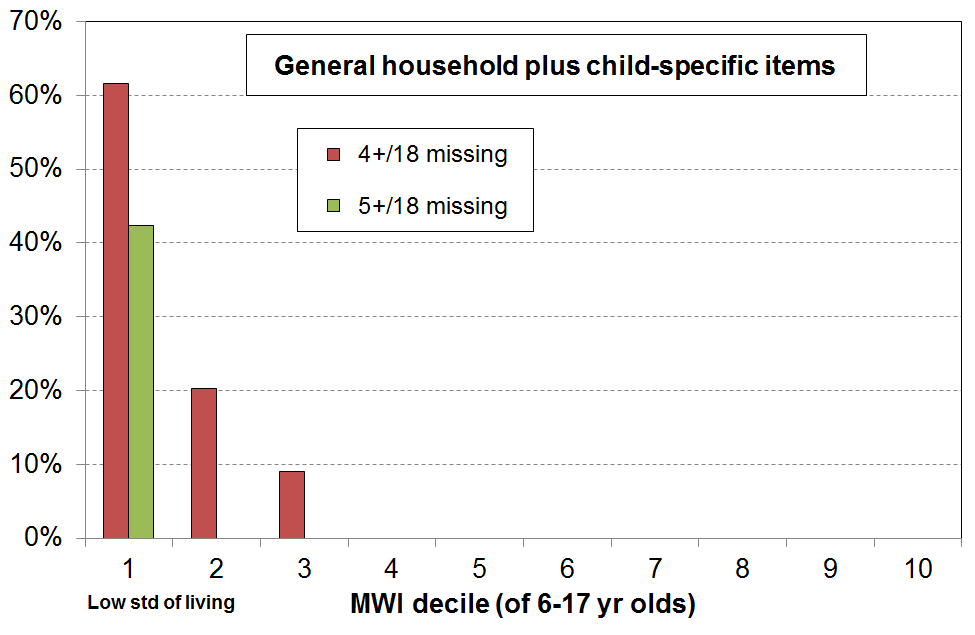 70%
General household plus child-specific items
60%
4+/18 missing
50%
5+/18 missing
40%
30%
20%
10%
0%
1 2 3 4 5 6 7 8 9 10
Low std of living
MWI decile (of 6-17 yr olds)